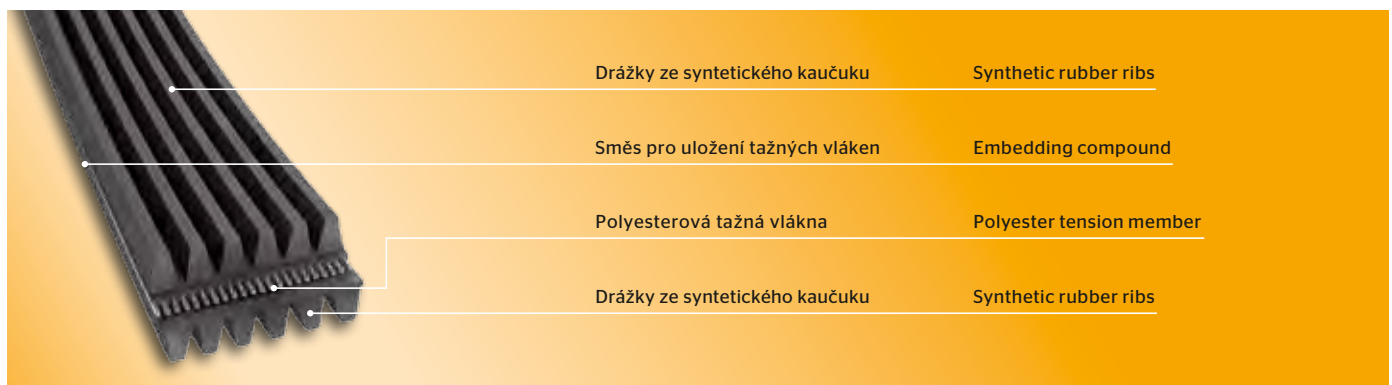 Drážky ze syntetického kaučuku Synthetic rubber ribs
Směs pro uložení tažných vláken Embedding compound
Polyesterová tažná vlákna Polyester tension member
Drážky ze syntetického kaučuku Synthetic rubber ribs